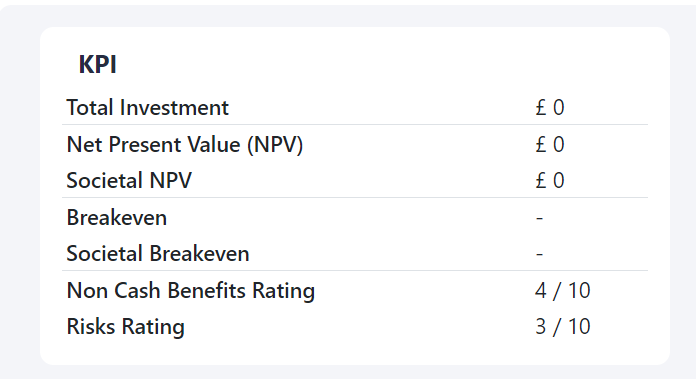 KPI
Total Investment £ 0
Net Present Value (NPV) £ 0
Societal NPV £ 0
Breakeven -
Societal Breakeven -
Non Cash Benefits Rating 4 / 10
Risks Rating 3 / 10